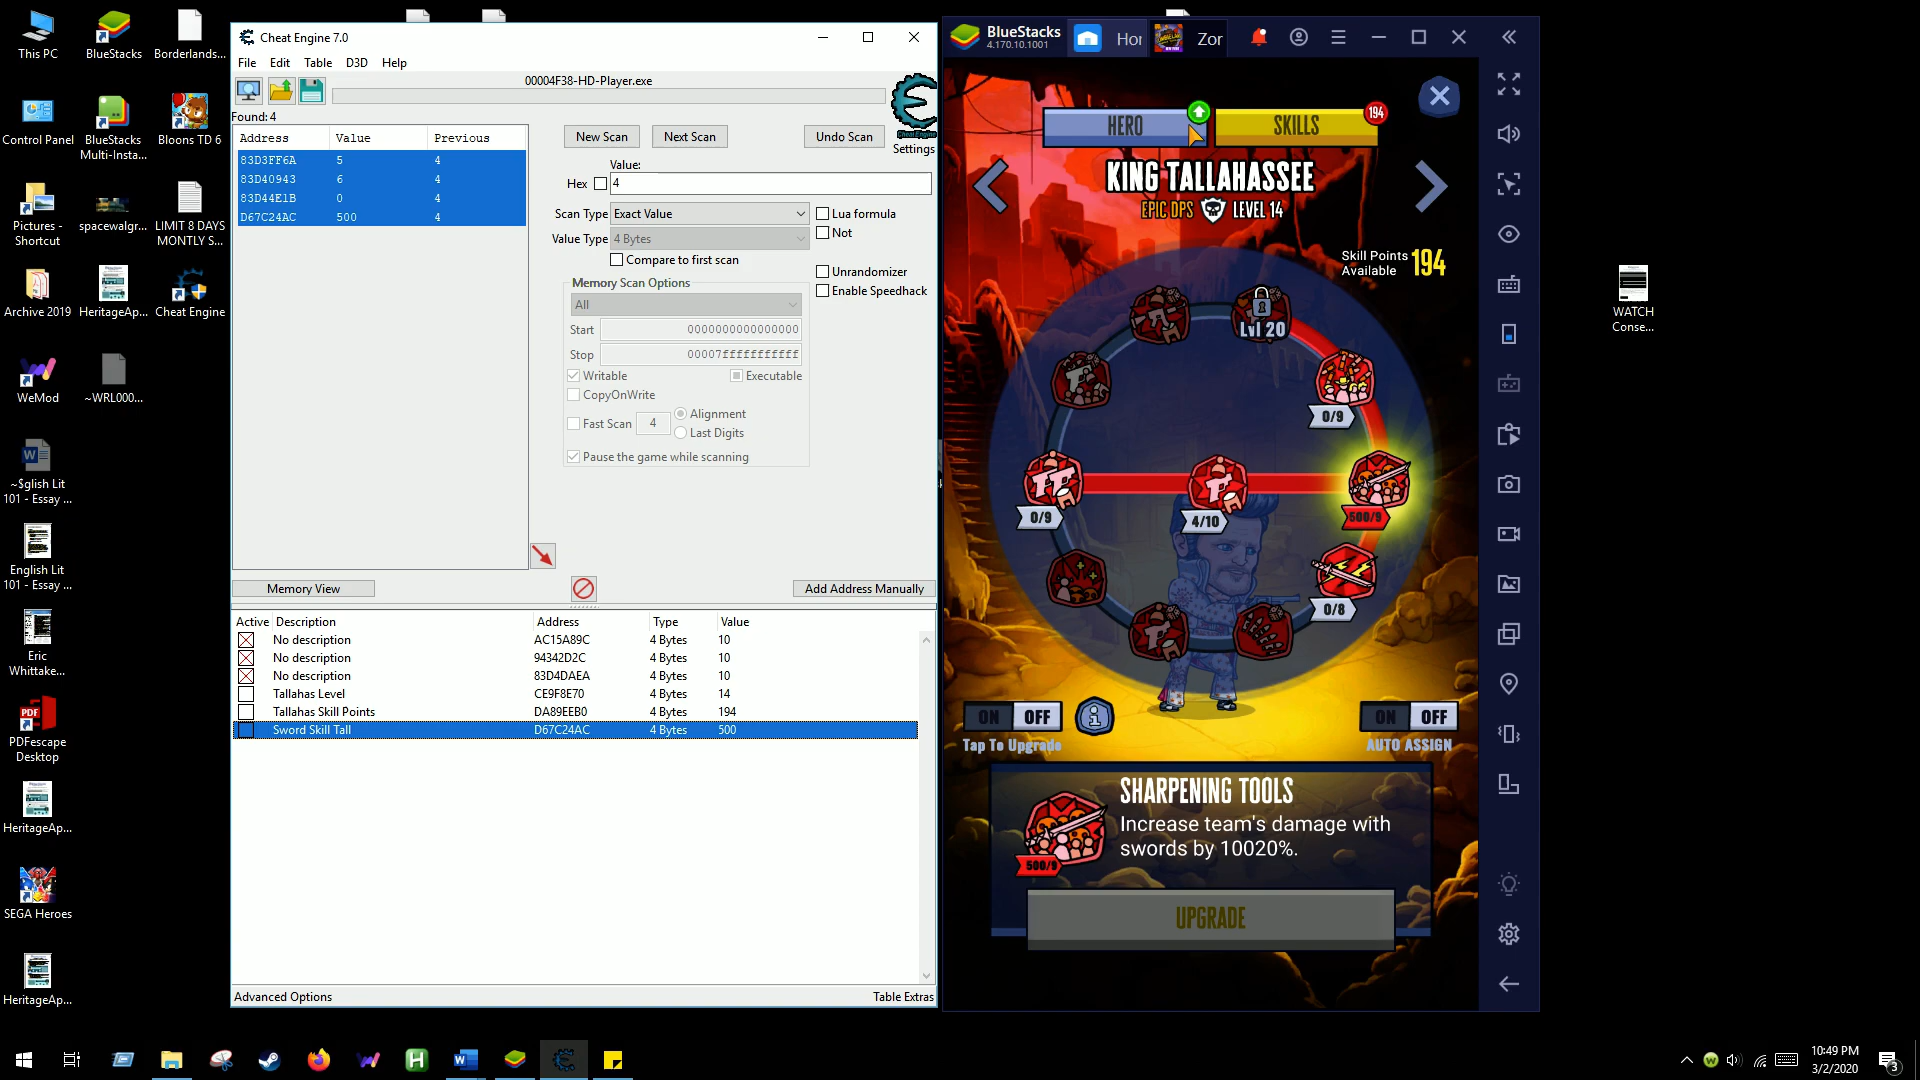 This PC
BlueStacks
Borderlands...
Control Panel
BlueStacks
Multi-Insta...
Bloons TD 6
Pictures -
Shortcut
spacewalgr...
LIMIT 8 DAYS
MONTLY S...
Archive 2019
HeritageAp...
Cheat Engine
WeMod
~WRL000...
~$glish Lit
101 - Essay ...
English Lit
101 - Essay ...
Eric
Whittake...
PDFescape
Desktop
HeritageAp...
SEGA Heroes
HeritageAp...
Cheat Engine 7.0
File Edit Table D3D Help
00004F38-HD-Player.exe
Found: 4
Address Value Previous
83D3FF6A 5 4
83D40943 6 4
83D44E1B 0 4
D67C24AC 500 4
New Scan Next Scan Undo Scan
Cheat Engine
Settings
Value:
Hex 4
Scan Type Exact Value
Lua formula
Not
Value Type 4 Bytes
Compare to first scan
Unrandomizer
Enable Speedhack
Memory Scan Options
All
Start 0000000000000000
Stop 00007fffffffffff
Writable Executable
CopyOnWrite
Fast Scan 4 Alignment
Last Digits
Pause the game while scanning
Memory View
Add Address Manually
Active Description Address Type Value
No description AC15A89C 4 Bytes 10
No description 94342D2C 4 Bytes 10
No description 83D4DAEA 4 Bytes 10
Tallahas Level CE9F8E70 4 Bytes 14
Tallahas Skill Points DA89EEB0 4 Bytes 194
Sword Skill Tall D67C24AC 4 Bytes 500
Advanced Options Table Extras
BlueStacks
4.170.10.1001
Hor
Zor
HERO
SKILLS
194
KING TALLAHASSEE
EPIC DPS LEVEL 14
Skill Points
Available 194
Lvl 20
0/9
0/9
4/10
500/9
0/8
ON OFF
Tap To Upgrade
ON OFF
AUTO ASSIGN
SHARPENING TOOLS
Increase team's damage with
swords by 10020%.
500/9
UPGRADE
WATCH
Conse...
10:49 PM
3/2/2020
3